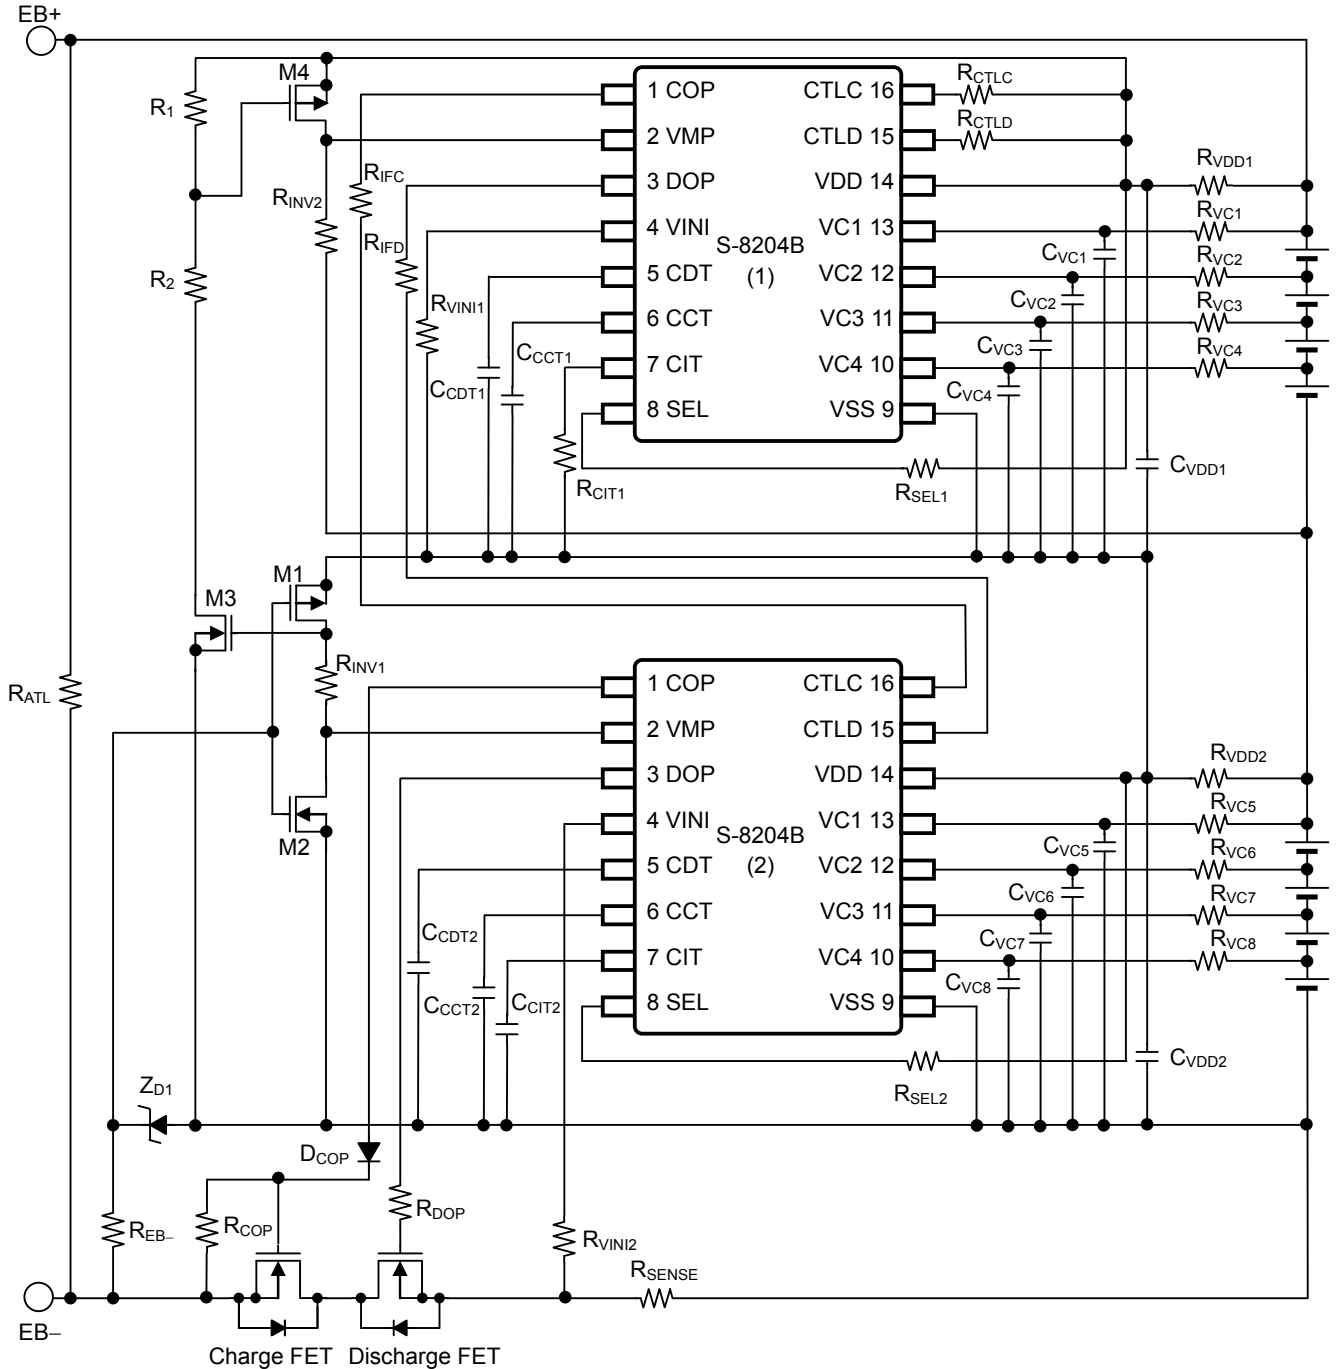 EB+
M4
R1
RINV2
RIFC
RIFD
R2
RVINI1
CCDT1
CCCT1
RCIT1
1 COP
2 VMP
3 DOP
4 VINI
5 CDT
6 CCT
7 CIT
8 SEL
S-8204B
(1)
CTLC 16
CTLD 15
VDD 14
VC1 13
VC2 12
VC3 11
VC4 10
VSS 9
RCTLC
RCTLD
RVDD1
RVC1
RVC2
RVC3
RVC4
CVC1
CVC2
CVC3
CVC4
RSEL1
CVDD1
M1
M3
RINV1
RATL
M2
1 COP
2 VMP
3 DOP
4 VINI
5 CDT
6 CCT
7 CIT
8 SEL
S-8204B
(2)
CTLC 16
CTLD 15
VDD 14
VC1 13
VC2 12
VC3 11
VC4 10
VSS 9
RVDD2
RVC5
RVC6
RVC7
RVC8
CVC5
CVC6
CVC7
CVC8
CCDT2
CCCT2
CCIT2
RSEL2
CVDD2
ZD1
DCOP
REB–
RCOP
RDOP
RVINI2
RSENSE
EB–
Charge FET
Discharge FET